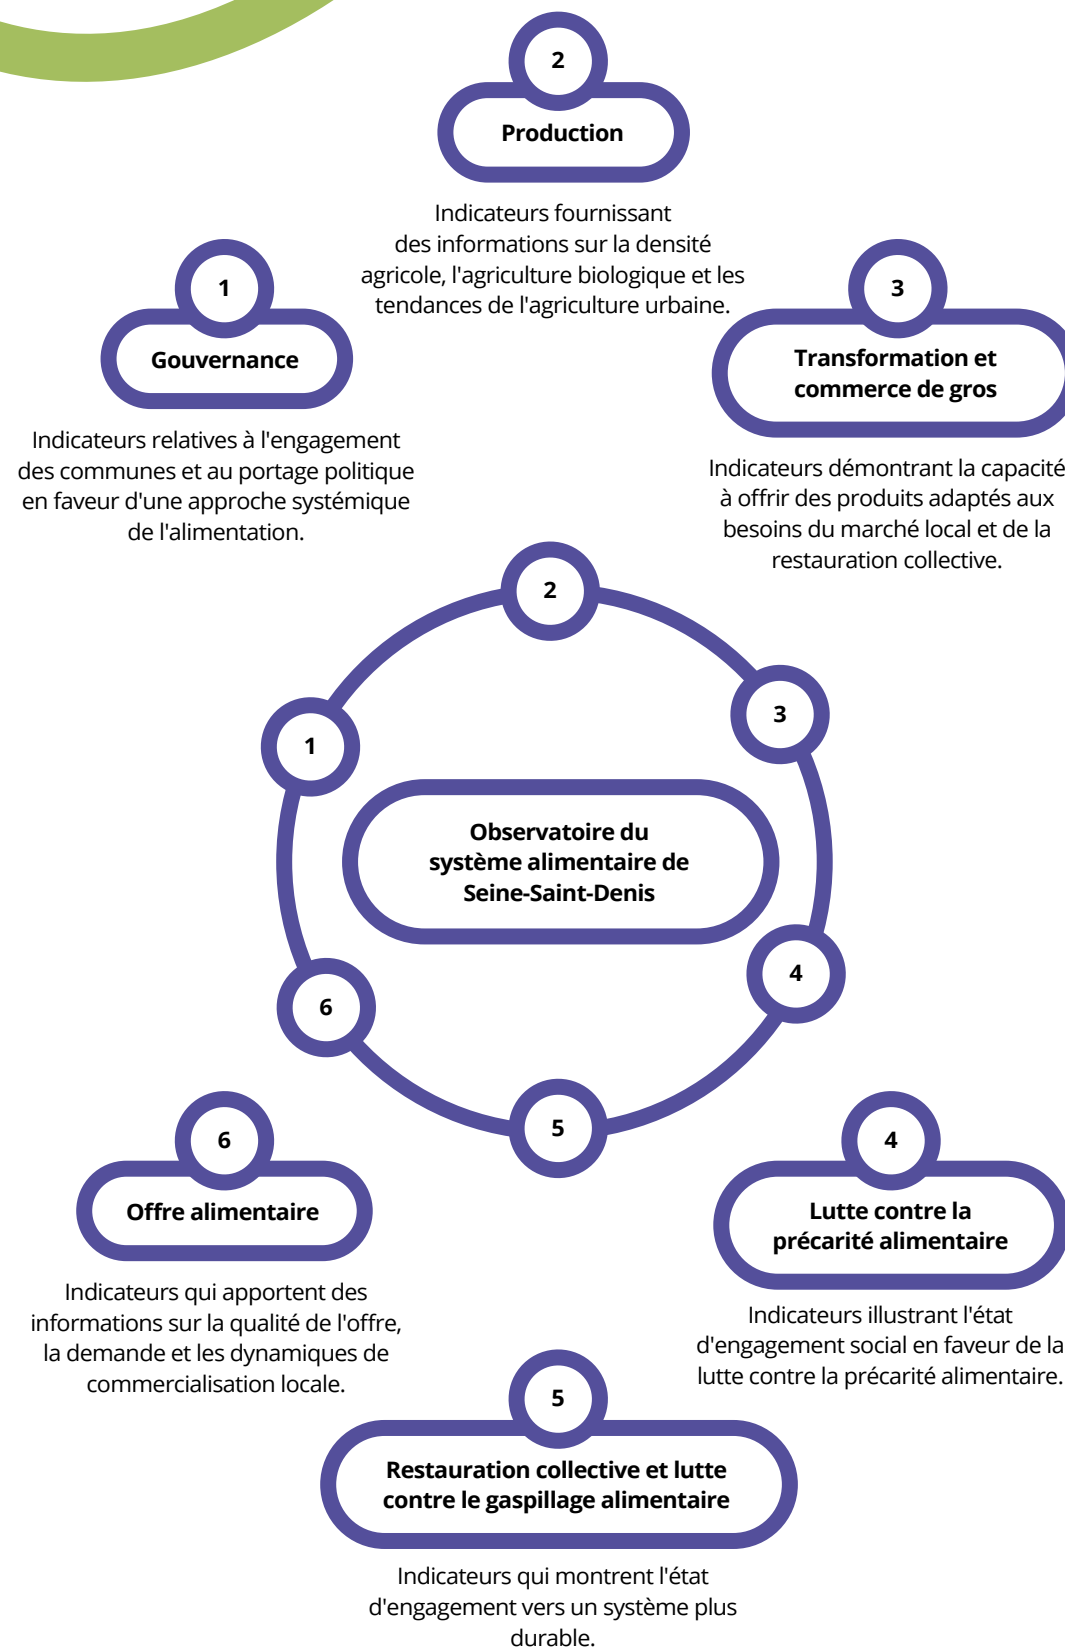 2
Production
Indicateurs fournissant
des informations sur la densité
agricole, l'agriculture biologique et les
tendances de l'agriculture urbaine.
1
Gouvernance
Indicateurs relatives à l'engagement
des communes et au portage politique
en faveur d'une approche systémique
de l'alimentation.
3
Transformation et
commerce de gros
Indicateurs démontrant la capacité
à offrir des produits adaptés aux
besoins du marché local et de la
restauration collective.
2
3
1
Observatoire du
système alimentaire de
Seine-Saint-Denis
4
6
5
6
Offre alimentaire
Indicateurs qui apportent des
informations sur la qualité de l'offre,
la demande et les dynamiques de
commercialisation locale.
4
Lutte contre la
précarité alimentaire
Indicateurs illustrant l'état
d'engagement social en faveur de la
lutte contre la précarité alimentaire.
5
Restauration collective et lutte
contre le gaspillage alimentaire
Indicateurs qui montrent l'état
d'engagement vers un système plus
durable.